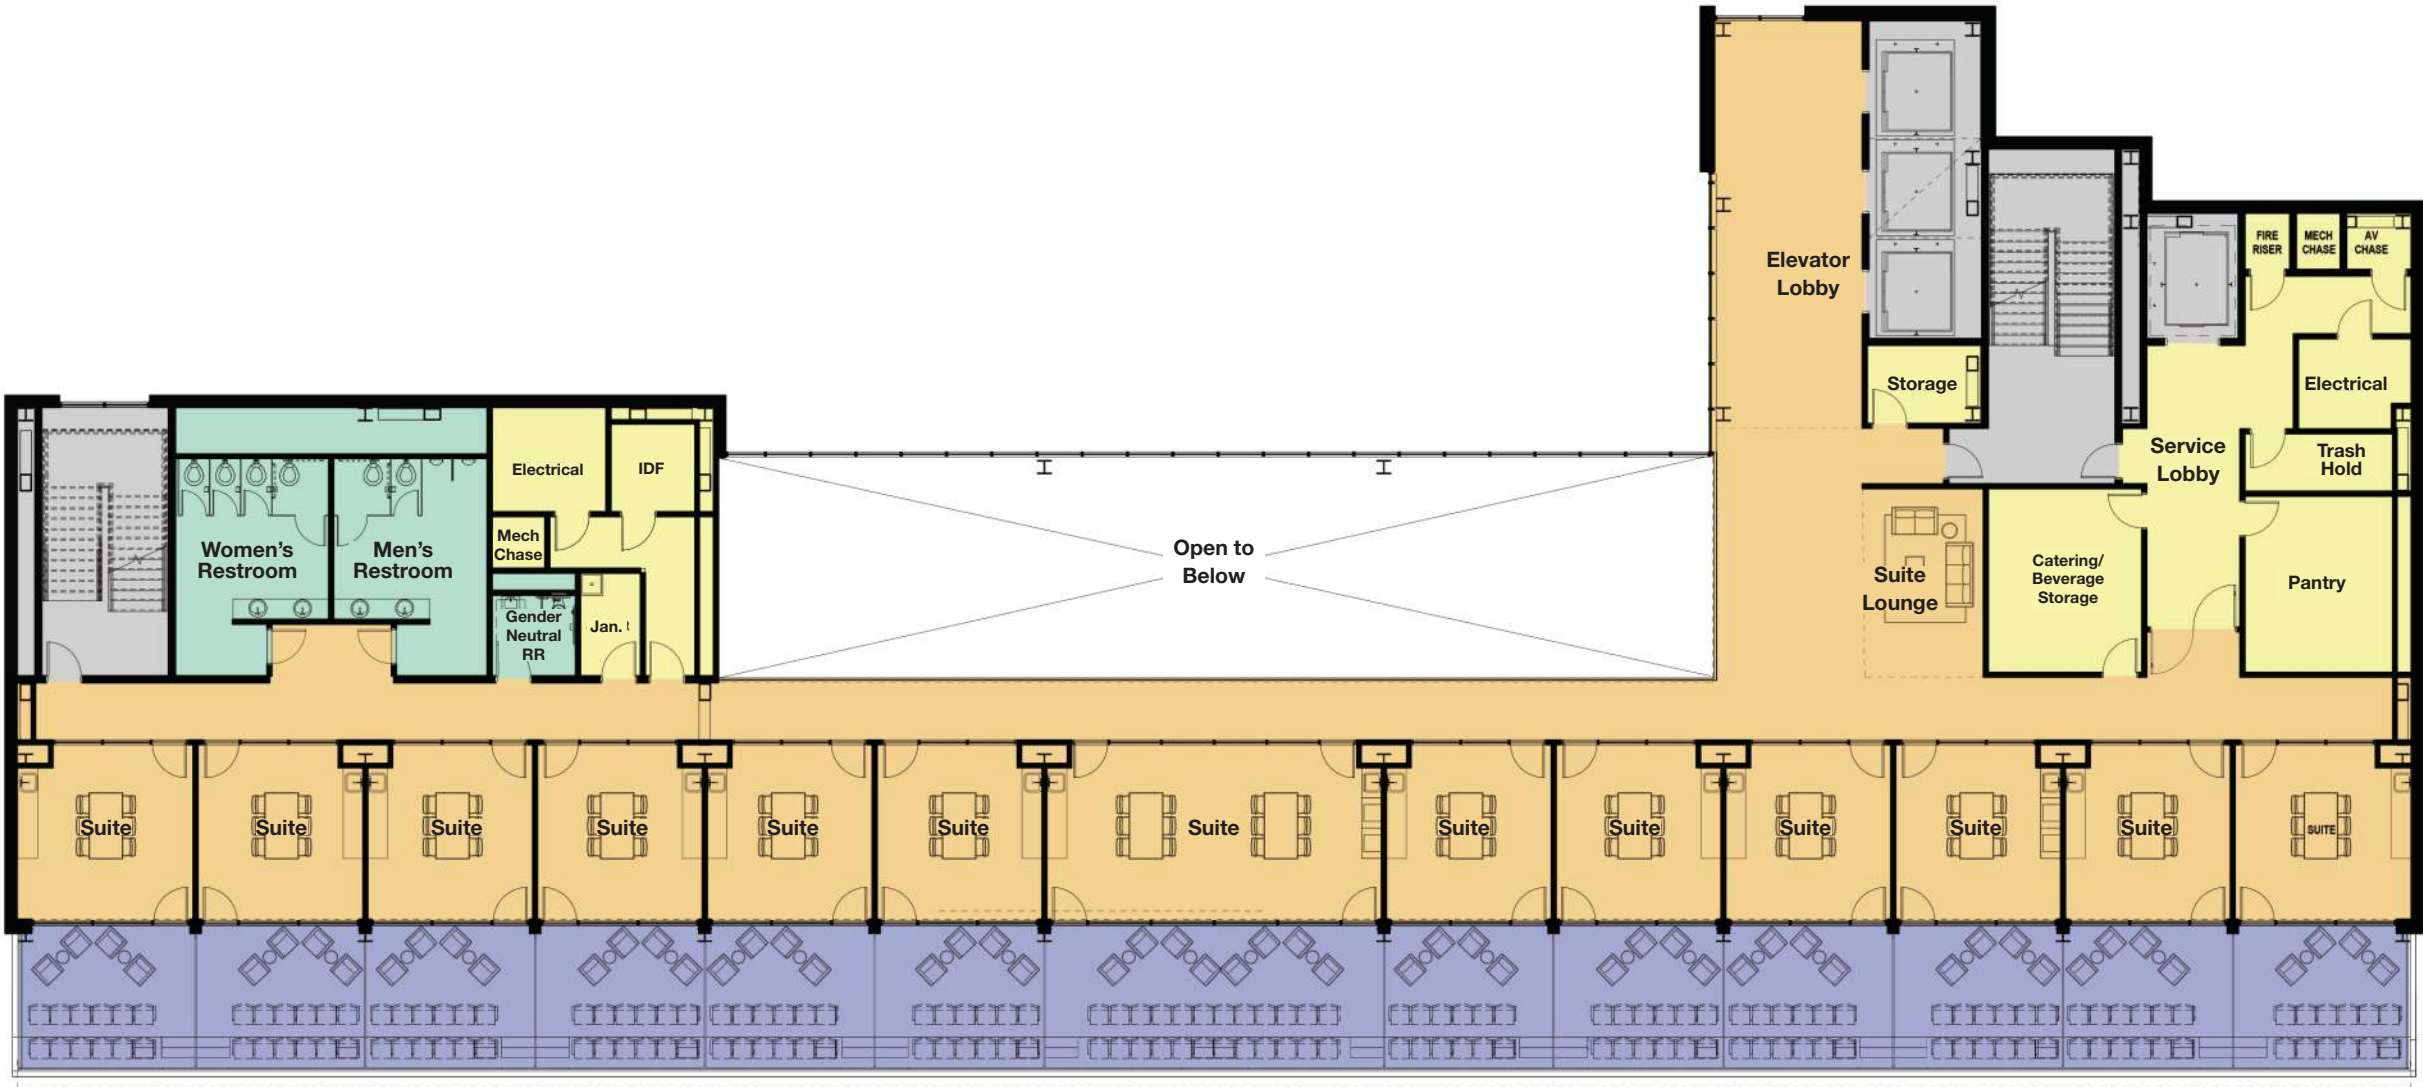 Elevator
Lobby
FIRE
RISER
MECH
CHASE
AV
CHASE
Storage
Electrical
Service
Lobby
Trash
Hold
Electrical
IDF
Mech
Chase
Women's
Restroom
Men's
Restroom
Gender
Neutral
RR
Jan.
Open to
Below
Suite
Lounge
Catering/
Beverage
Storage
Pantry
Suite
Suite
Suite
Suite
Suite
Suite
Suite
Suite
Suite
Suite
Suite
Suite
SUITE